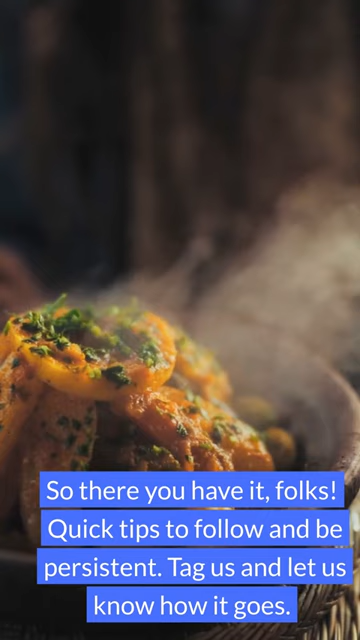 So there you have it, folks!
Quick tips to follow and be
persistent. Tag us and let us
know how it goes.